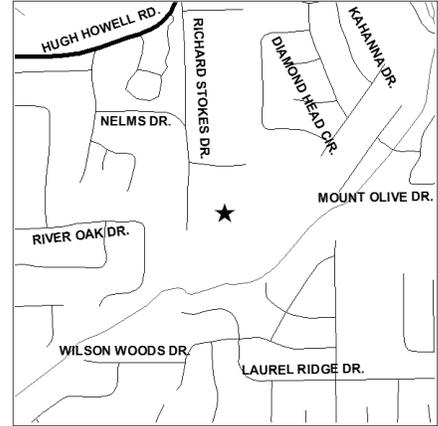 HUGH HOWELL RD.
RICHARD STOKES DR.
KAHANNA DR.
DIAMOND HEAD CIR.
NELMS DR.
MOUNT OLIVE DR.
RIVER OAK DR.
WILSON WOODS DR.
LAUREL RIDGE DR.